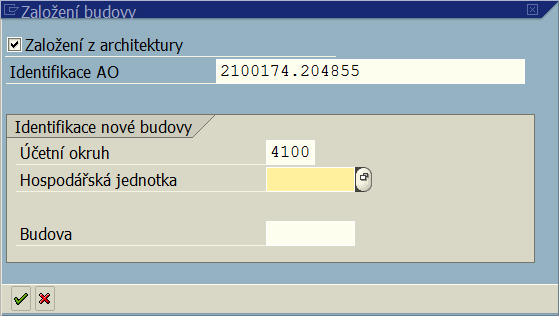 Založení budovy
Založení z architektury
Identifikace AO 2100174.204855
Identifikace nové budovy
Účetní okruh 4100
Hospodářská jednotka
Budova